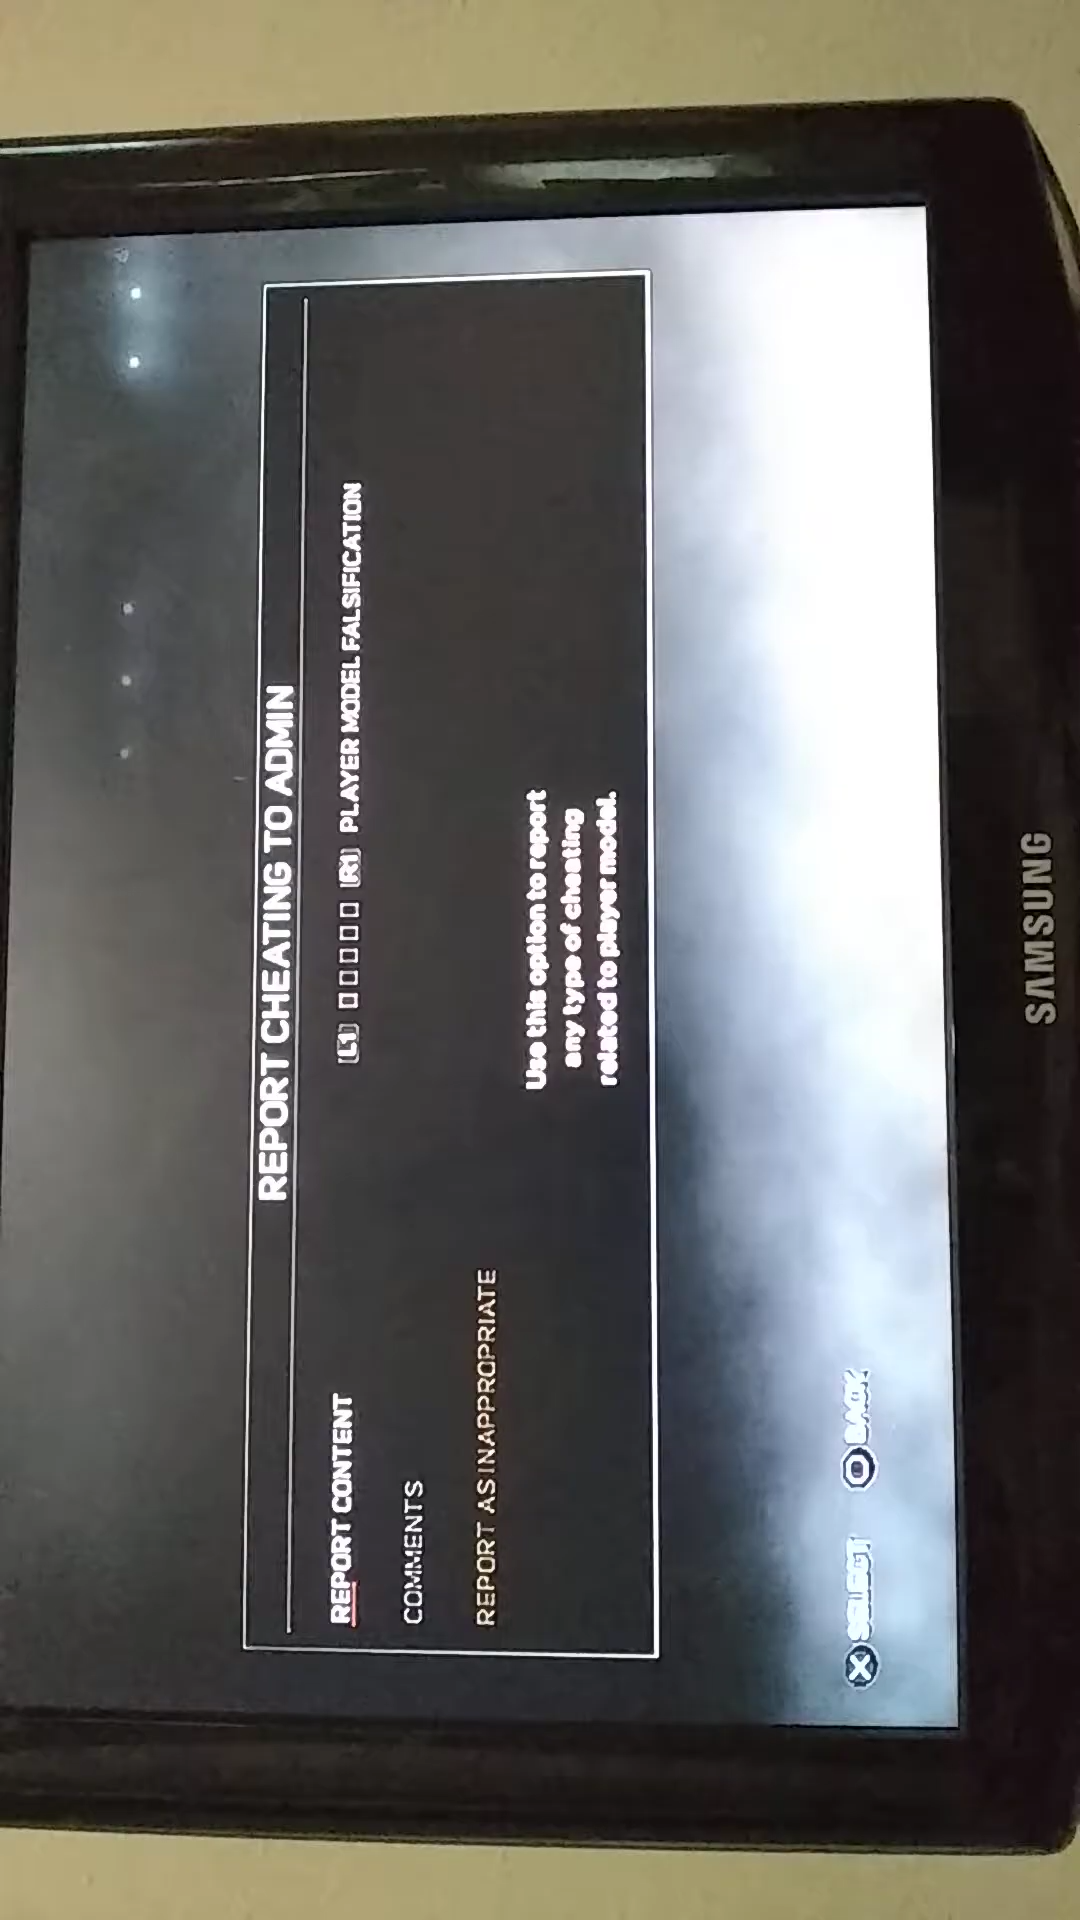 REPORT CHEATING TO ADMIN
REPORT CONTENT L1 R1 PLAYER MODEL FALSIFICATION
COMMENTS
REPORT AS INAPPROPRIATE
Use this option to report
any type of cheating
related to player model.
X SELECT O BACK
SAMSUNG